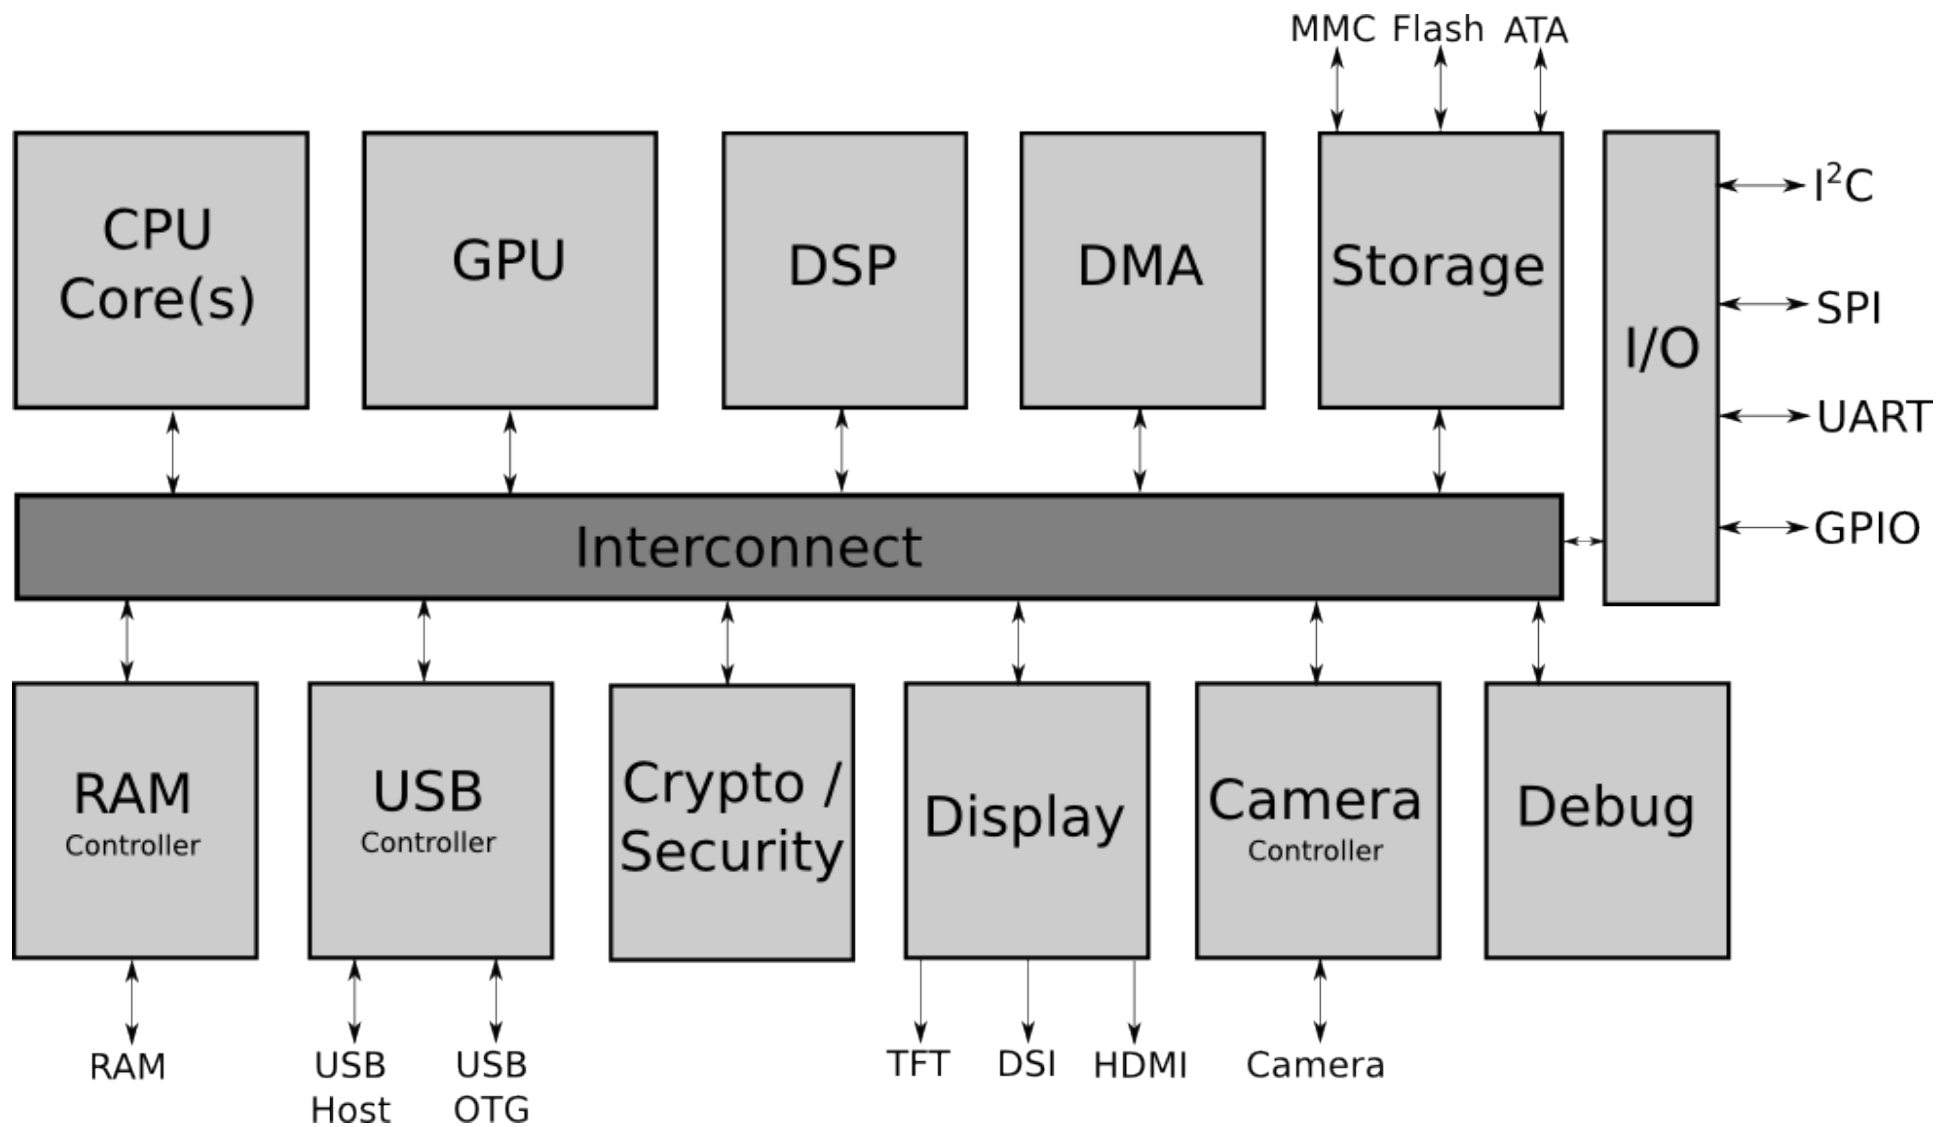 MMC Flash ATA
CPU
Core(s)
GPU
DSP
DMA
Storage
I/O
I²C
SPI
UART
GPIO
Interconnect
RAM
Controller
USB
Controller
Crypto /
Security
Display
Camera
Controller
Debug
RAM
USB
Host
USB
OTG
TFT
DSI
HDMI
Camera